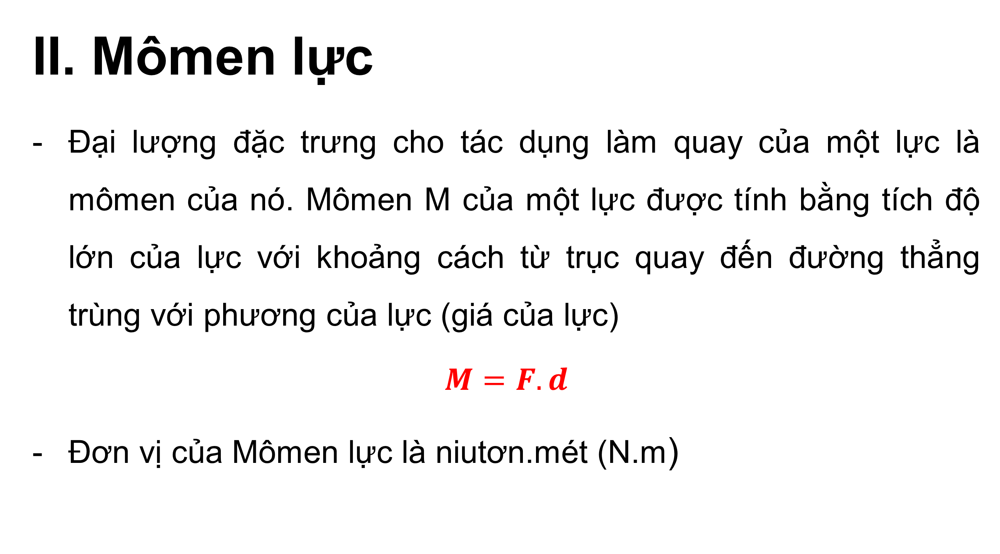 II. Mômen lực
- Đại lượng đặc trưng cho tác dụng làm quay của một lực là
mômen của nó. Mômen M của một lực được tính bằng tích độ
lớn của lực với khoảng cách từ trục quay đến đường thẳng
trùng với phương của lực (giá của lực)
M = F. d
- Đơn vị của Mômen lực là niutơn.mét (N.m)